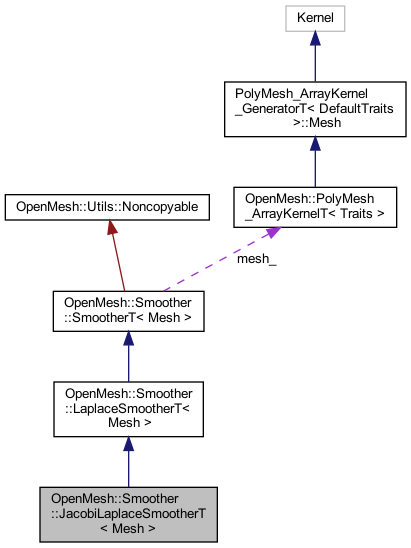 Kernel
PolyMesh_ArrayKernel
_GeneratorT< DefaultTraits
>::Mesh
OpenMesh::PolyMesh
_ArrayKernelT< Traits >
OpenMesh::Utils::Noncopyable
mesh_
OpenMesh::Smoother
::SmootherT< Mesh >
OpenMesh::Smoother
::LaplaceSmootherT<
Mesh >
OpenMesh::Smoother
::JacobiLaplaceSmootherT
< Mesh >